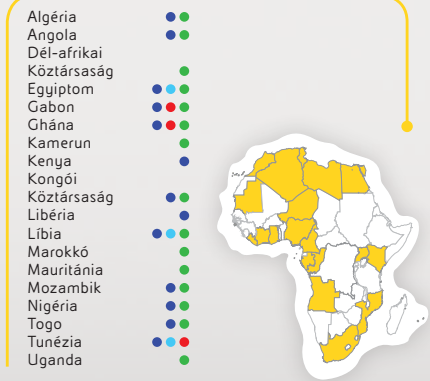 Algéria
Angola
Dél-afrikai
Köztársaság
Egyiptom
Gabon
Ghána
Kamerun
Kenya
Kongói
Köztársaság
Libéria
Líbia
Marokkó
Mauritánia
Mozambik
Nigéria
Togo
Tunézia
Uganda